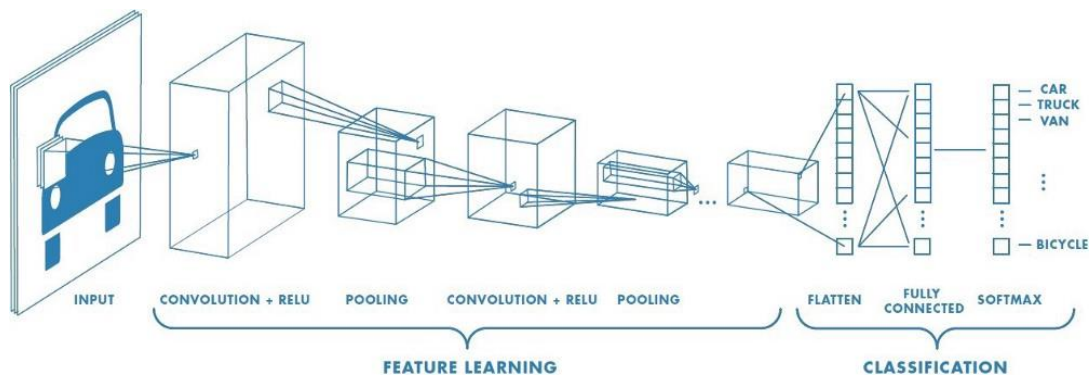 CAR
TRUCK
VAN
BICYCLE
INPUT
CONVOLUTION + RELU
POOLING
CONVOLUTION + RELU
POOLING
FLATTEN
FULLY
CONNECTED
SOFTMAX
FEATURE LEARNING
CLASSIFICATION